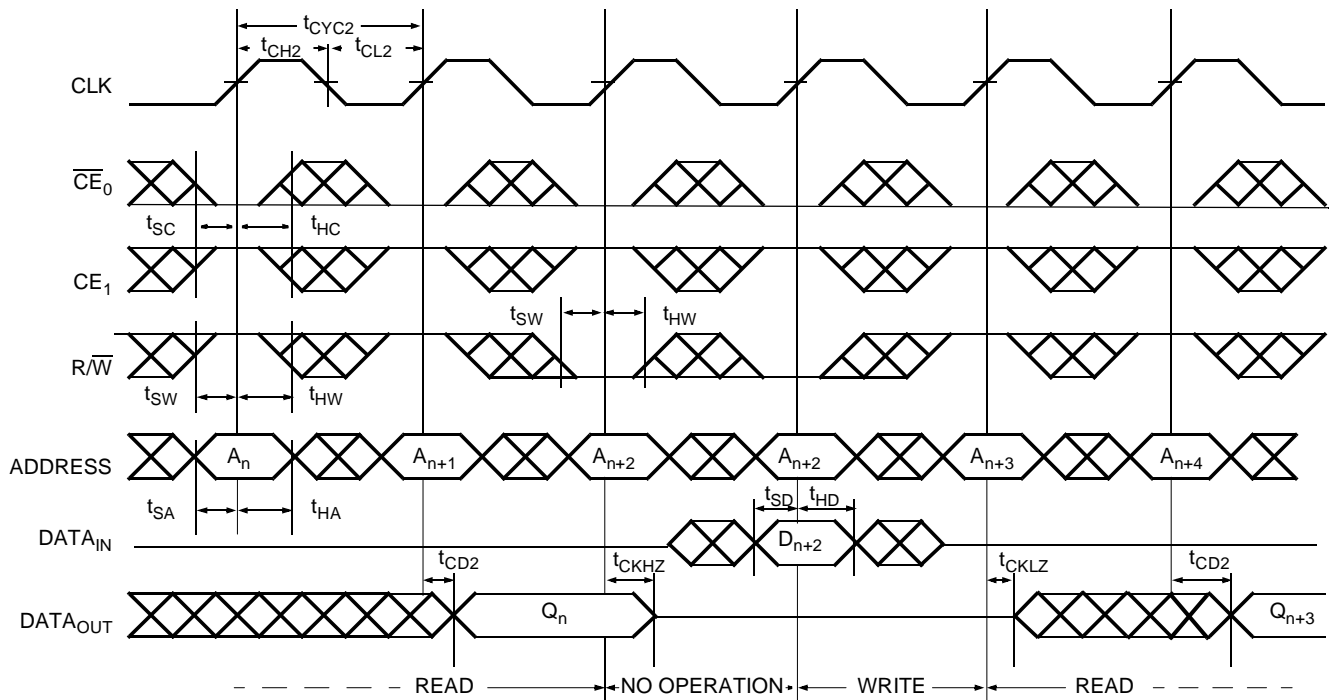 tCYC2
tCH2 tCL2
CLK
CE0
tSC tHC
CE1
tSW tHW
R/W
tSW tHW
ADDRESS An An+1 An+2 An+2 An+3 An+4
tSA tHA tSD tHD
DATAIN Dn+2
tCD2 tCKHZ tCKLZ tCD2
DATAOUT Qn Qn+3
READ NO OPERATION WRITE READ